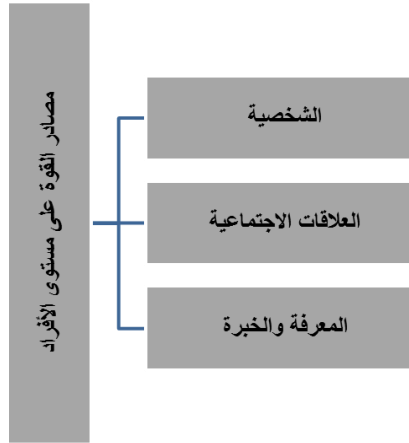 مصادر القوة على مستوى الأفراد
الشخصية
العلاقات الاجتماعية
المعرفة والخبرة